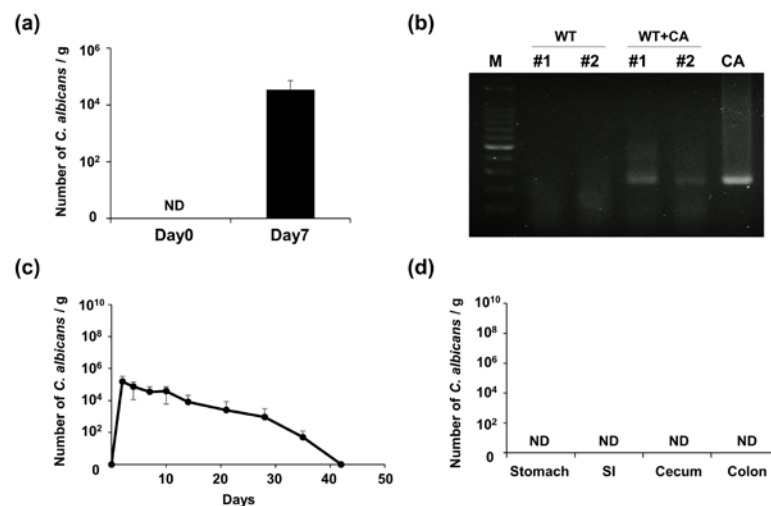 (a)
Number of C. albicans / g
10^6
10^4
10^2
0
ND
Day0
Day7
(b)
WT
WT+CA
M
#1
#2
#1
#2
CA
(c)
Number of C. albicans / g
10^10
10^8
10^6
10^4
10^2
0
10
20
30
40
50
Days
(d)
Number of C. albicans / g
10^10
10^8
10^6
10^4
10^2
0
ND
ND
ND
ND
Stomach
SI
Cecum
Colon